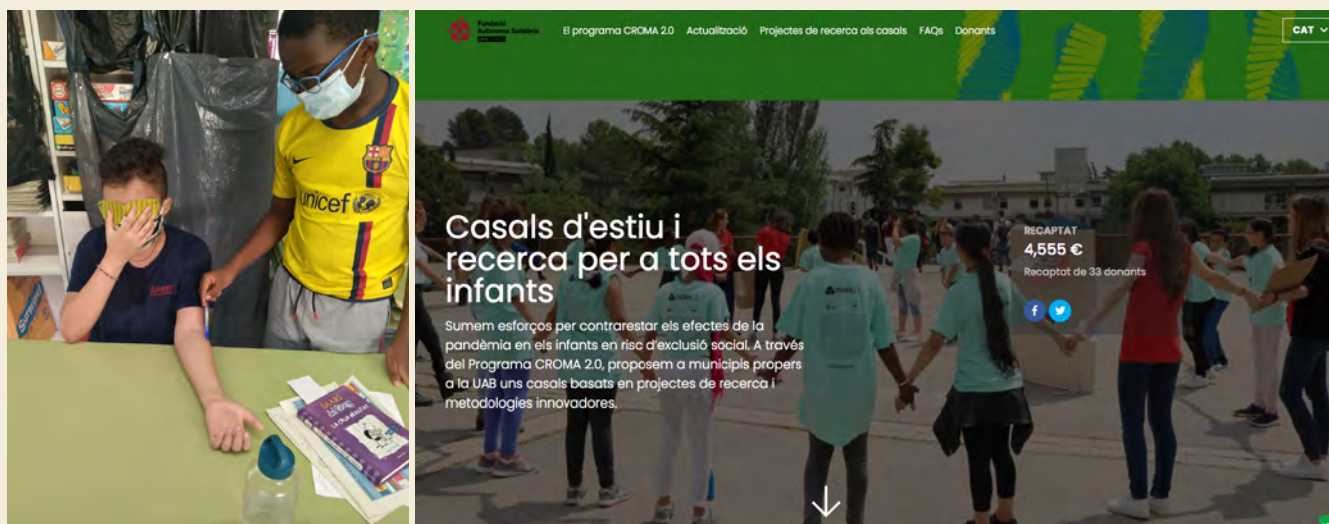 unicef
Fundació
Autònoma Solidària
El programa CROMA 2.0 Actualització Projectes de recerca als casals FAQs Donants
CAT
Casals d'estiu i
recerca per a tots els
infants
Sumem esforços per contrarestar els efectes de la
pandèmia en els infants en risc d'exclusió social. A través
del Programa CROMA 2.0, proposem a municipis propers
a la UAB uns casals basats en projectes de recerca i
metodologies innovadores.
RECAPTAT
4,555 €
Recaptat de 33 donants